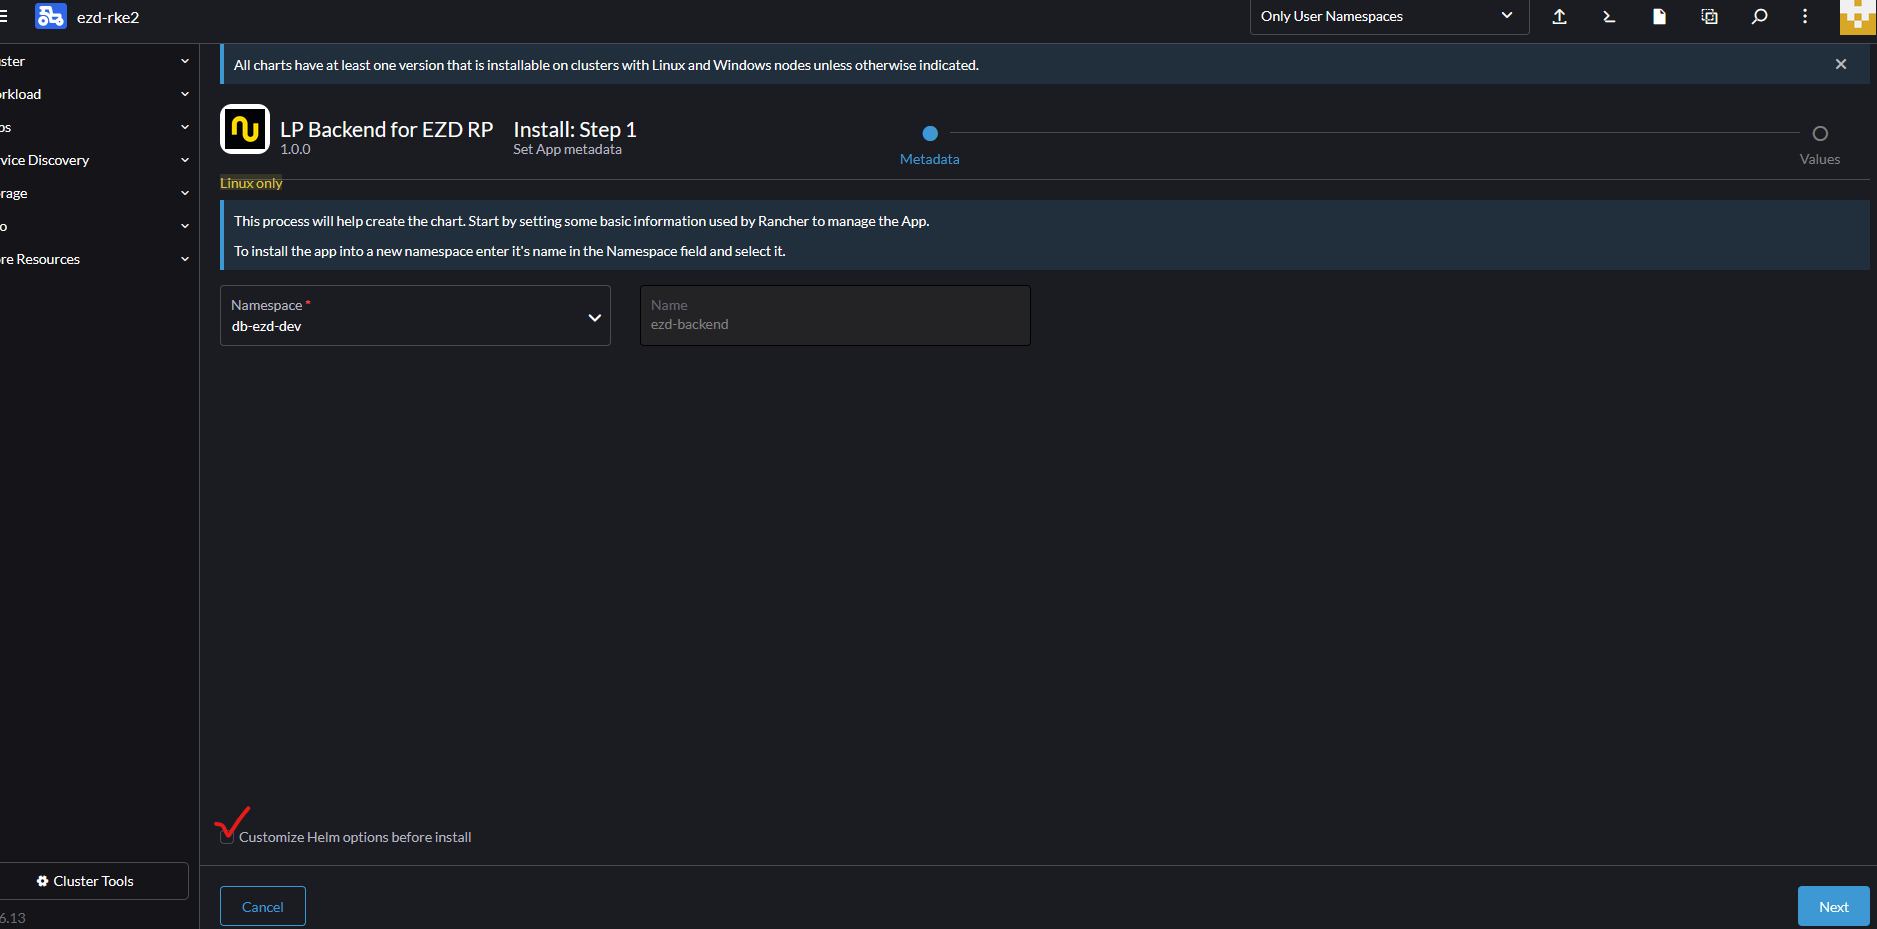 ezd-rke2
Only User Namespaces
ster
All charts have at least one version that is installable on clusters with Linux and Windows nodes unless otherwise indicated.
rkload
ps
vice Discovery
rage
o
re Resources
LP Backend for EZD RP
1.0.0
Install: Step 1
Set App metadata
Metadata
Values
Linux only
This process will help create the chart. Start by setting some basic information used by Rancher to manage the App.
To install the app into a new namespace enter it's name in the Namespace field and select it.
Namespace *
db-ezd-dev
Name
ezd-backend
Customize Helm options before install
Cluster Tools
6.13
Cancel
Next